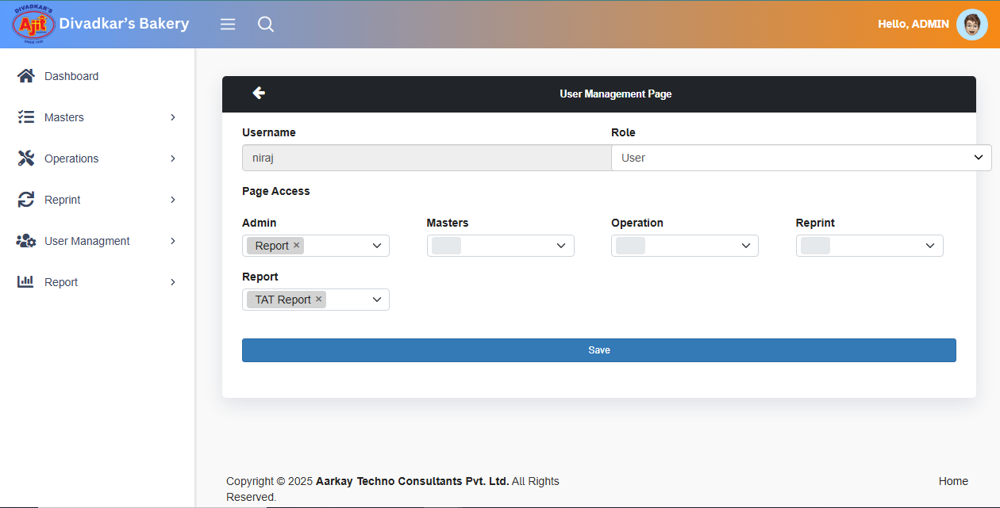 DIVADKAR'S
Ajit
SINCE 1939
Divadkar's Bakery
Hello, ADMIN
Dashboard
Masters
Operations
Reprint
User Managment
Report
User Management Page
Username
Role
niraj
User
Page Access
Admin
Masters
Operation
Reprint
Report ×
Report
TAT Report ×
Save
Copyright © 2025 Aarkay Techno Consultants Pvt. Ltd. All Rights
Reserved.
Home